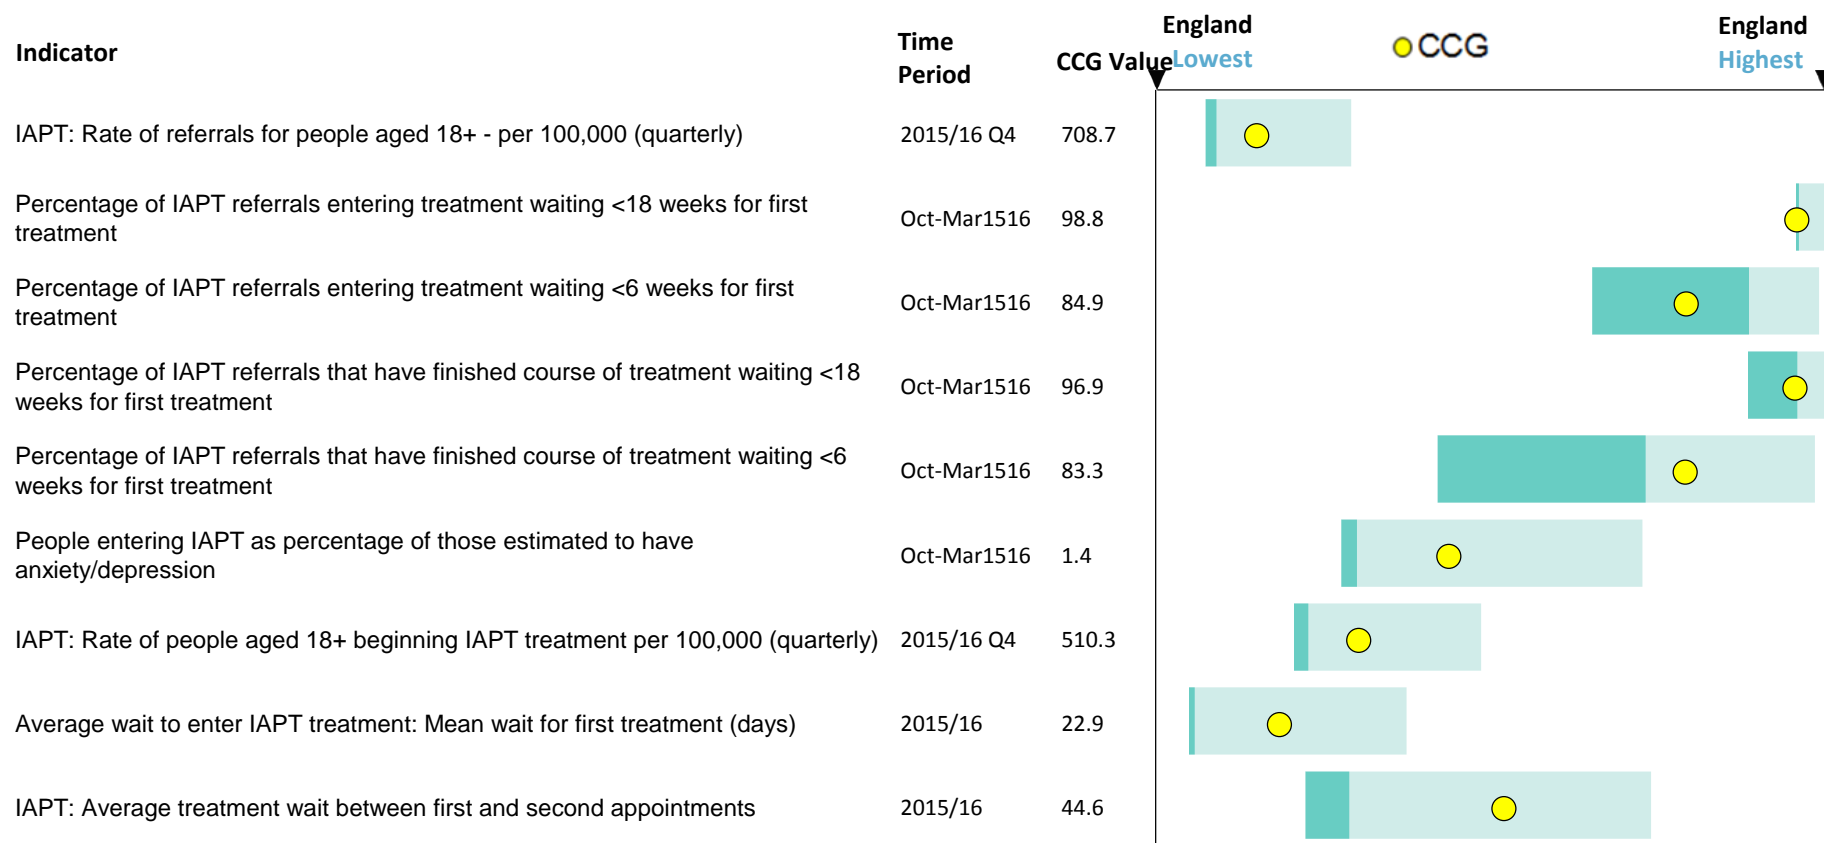 Indicator
Time
Period
CCG Value
England
Lowest
CCG
England
Highest
IAPT: Rate of referrals for people aged 18+ - per 100,000 (quarterly) 2015/16 Q4 708.7
Percentage of IAPT referrals entering treatment waiting <18 weeks for first
treatment
Oct-Mar1516 98.8
Percentage of IAPT referrals entering treatment waiting <6 weeks for first
treatment
Oct-Mar1516 84.9
Percentage of IAPT referrals that have finished course of treatment waiting <18
weeks for first treatment
Oct-Mar1516 96.9
Percentage of IAPT referrals that have finished course of treatment waiting <6
weeks for first treatment
Oct-Mar1516 83.3
People entering IAPT as percentage of those estimated to have
anxiety/depression
Oct-Mar1516 1.4
IAPT: Rate of people aged 18+ beginning IAPT treatment per 100,000 (quarterly) 2015/16 Q4 510.3
Average wait to enter IAPT treatment: Mean wait for first treatment (days) 2015/16 22.9
IAPT: Average treatment wait between first and second appointments 2015/16 44.6